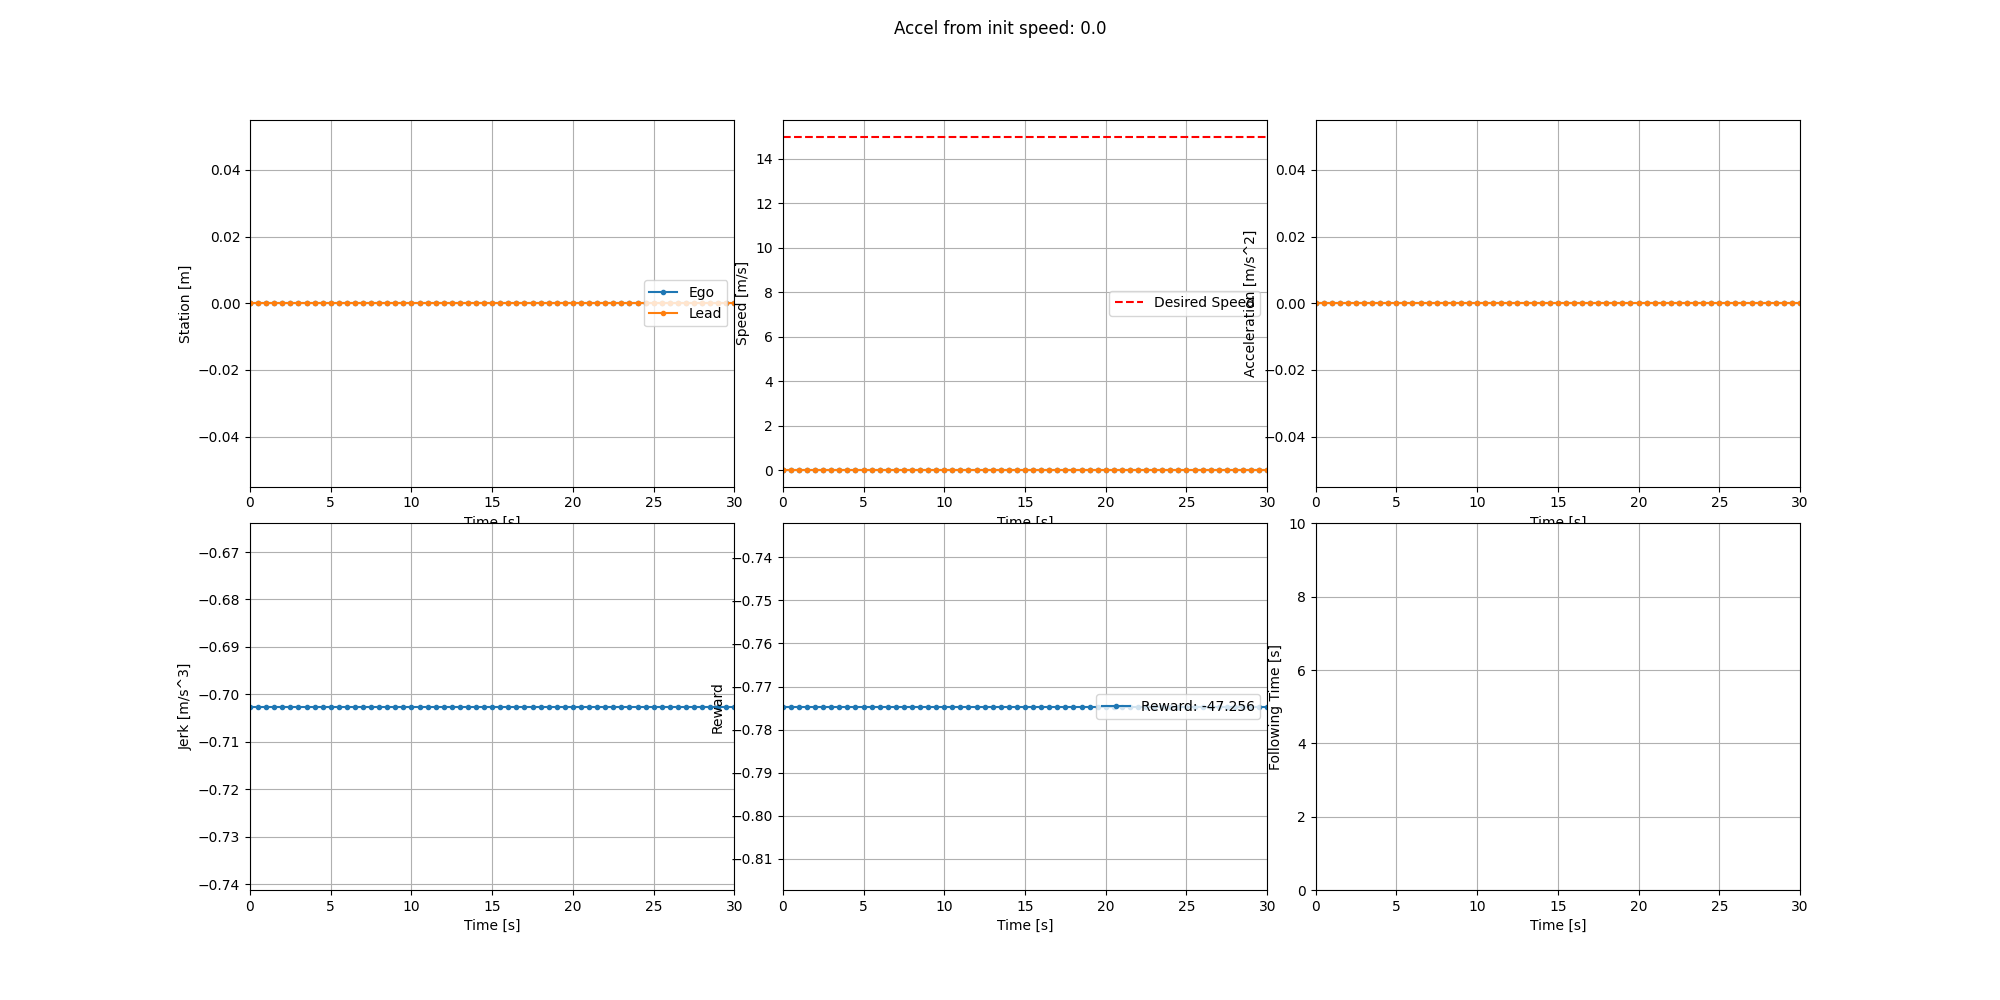 Accel from init speed: 0.0
Station [m]
0.04
0.02
0.00
−0.02
−0.04
0 5 10 15 20 25 30
Time [s]
Ego
Lead
Speed [m/s]
14
12
10
8
6
4
2
0
0 5 10 15 20 25 30
Time [s]
Desired Speed
Acceleration [m/s^2]
0.04
0.02
0.00
−0.02
−0.04
0 5 10 15 20 25 30
Time [s]
Jerk [m/s^3]
−0.67
−0.68
−0.69
−0.70
−0.71
−0.72
−0.73
−0.74
0 5 10 15 20 25 30
Time [s]
Reward
−0.74
−0.75
−0.76
−0.77
−0.78
−0.79
−0.80
−0.81
0 5 10 15 20 25 30
Time [s]
Reward: -47.256
Following Time [s]
10
8
6
4
2
0
0 5 10 15 20 25 30
Time [s]